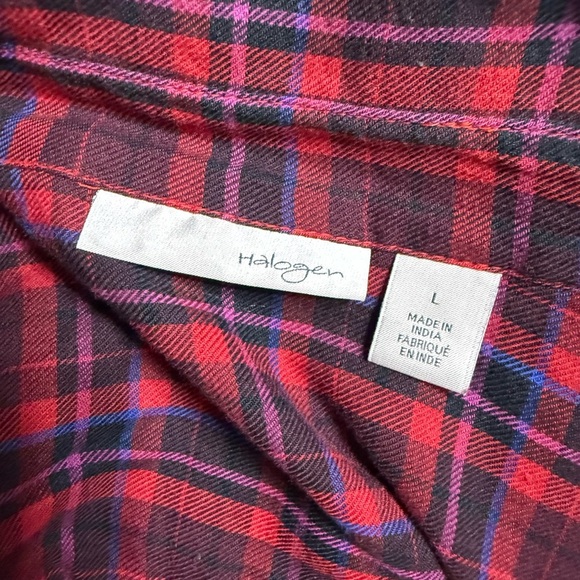 Halogen
L
MADE IN
INDIA
FABRIQUÉ
EN INDE